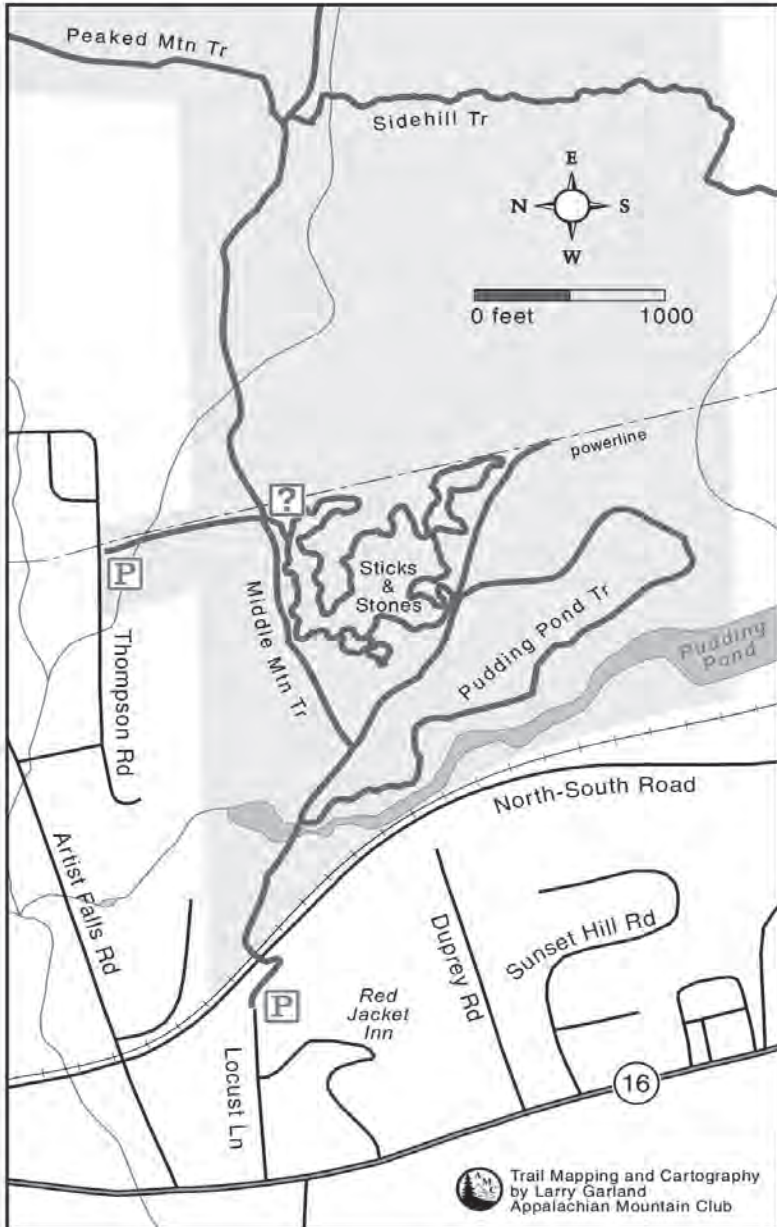 Peaked Mtn Tr
Sidehill Tr
E
N
S
W
0 feet
1000
powerline
?
P
Sticks
&
Stones
Middle Mtn Tr
Pudding Pond Tr
Pudding
Pond
Thompson Rd
North-South Road
Artist Falls Rd
Duprey Rd
Sunset Hill Rd
P
Red
Jacket
Inn
Locust Ln
16
AMC
Trail Mapping and Cartography
by Larry Garland
Appalachian Mountain Club